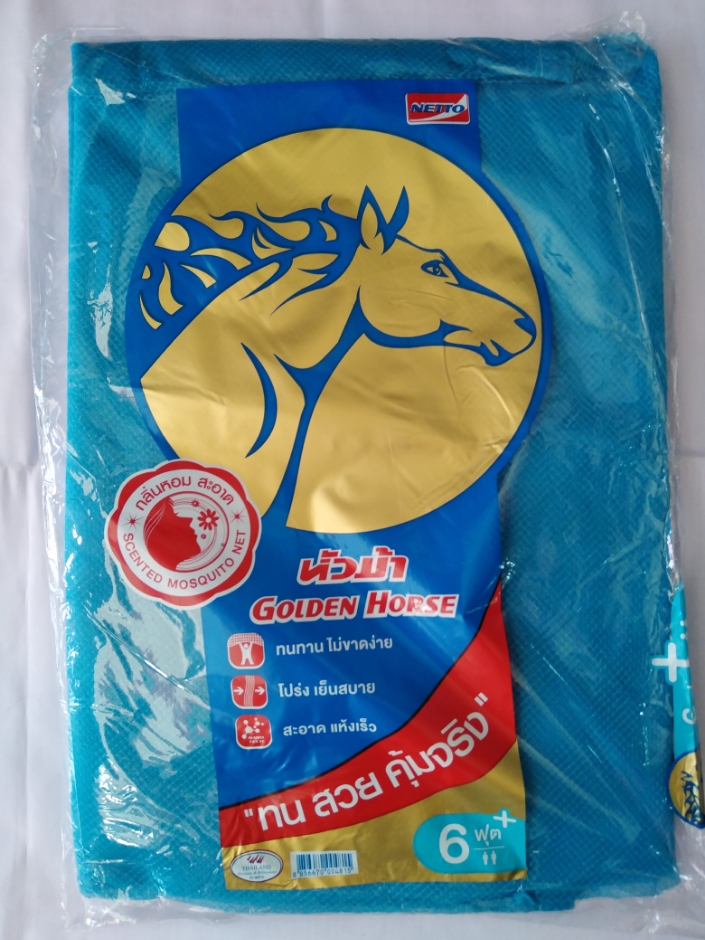 NETTO
กลิ่นหอม สะอาด
SCENTED MOSQUITO NET
หัวม้า
GOLDEN HORSE
ทนทาน ไม่ขาดง่าย
โปร่ง เย็นสบาย
สะอาด แห้งเร็ว
"ทน สวย คุ้มจริง"
6 ฟุต+
THAILAND